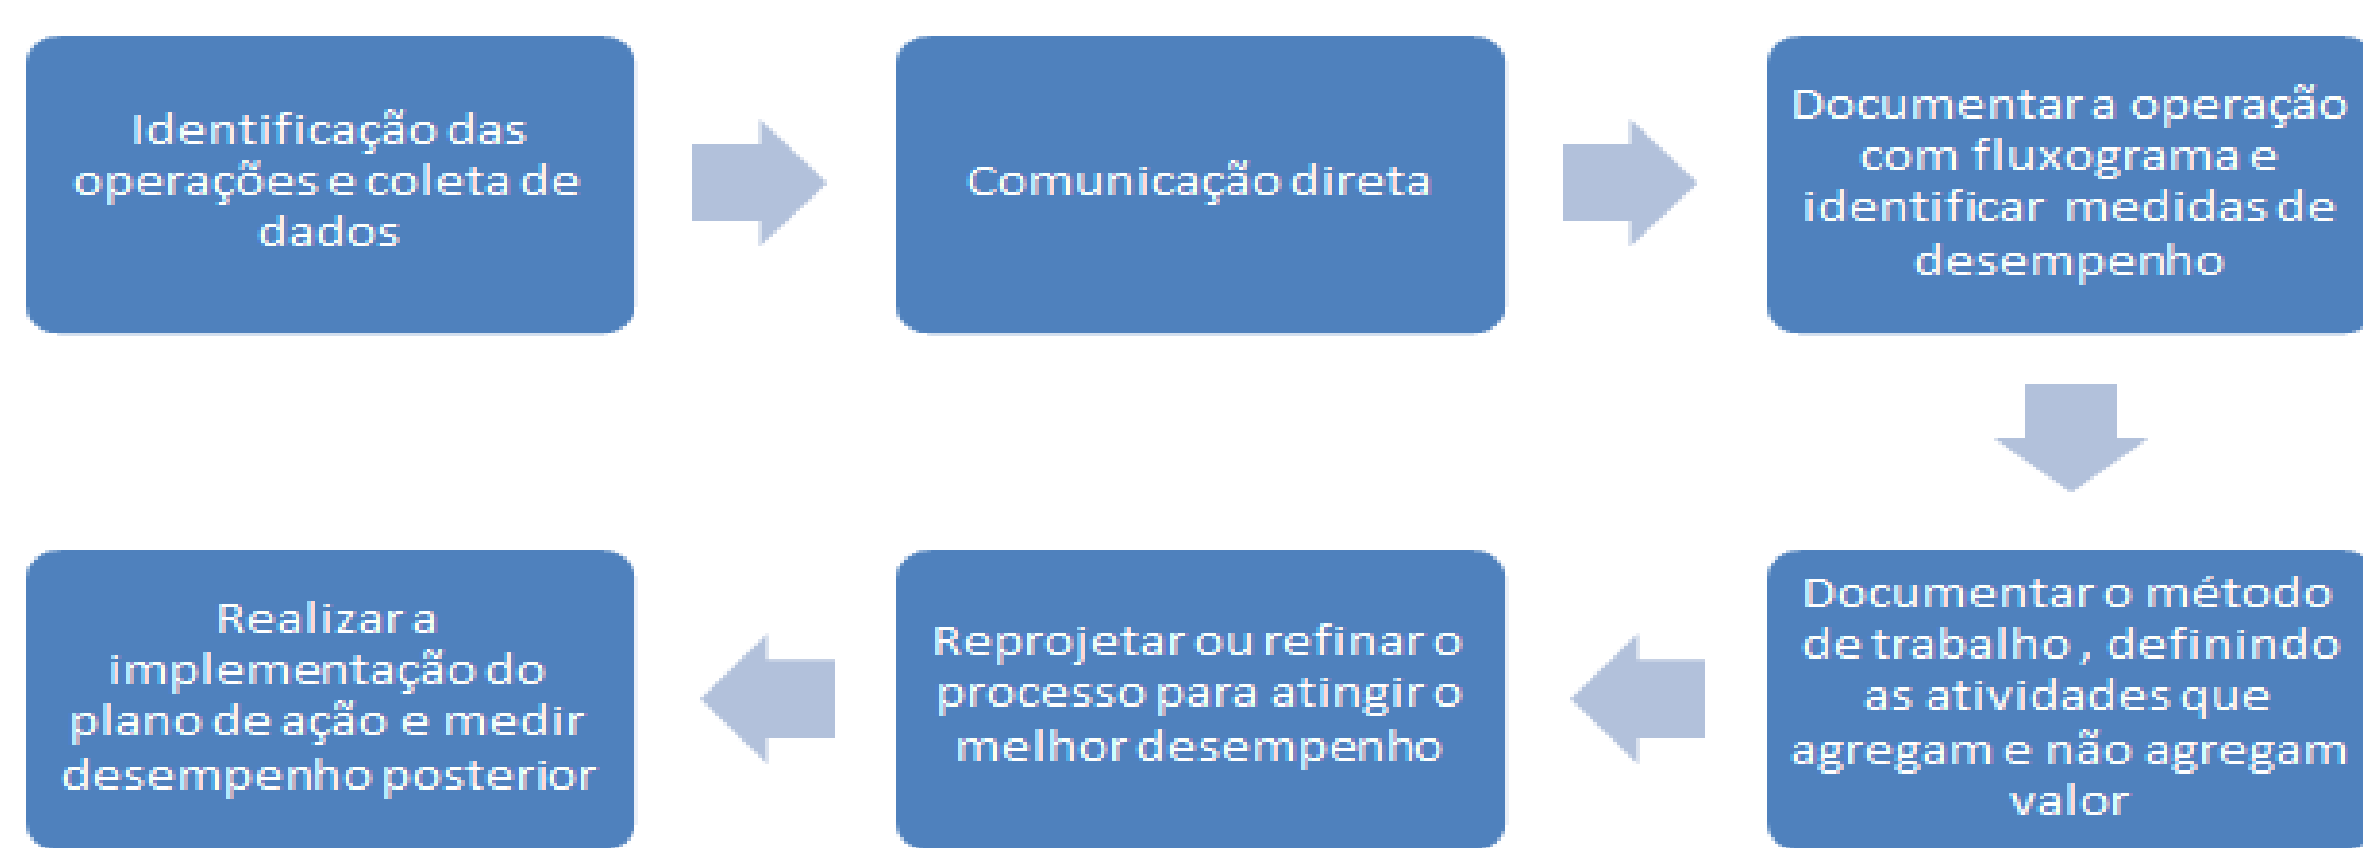 Identificação das
operações e coleta de
dados
Comunicação direta
Documentar a operação
com fluxograma e
identificar medidas de
desempenho
Documentar o método
de trabalho , definindo
as atividades que
agregam e não agregam
valor
Reprojetar ou refinar o
processo para atingir o
melhor desempenho
Realizar a
implementação do
plano de ação e medir
desempenho posterior